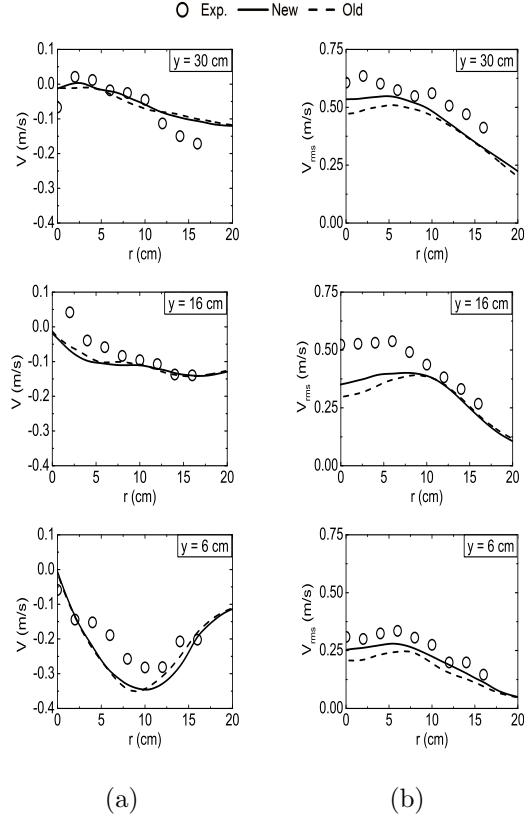 Exp. New Old
y = 30 cm
0.1
0.0
-0.1
-0.2
-0.3
-0.4
V (m/s)
0 5 10 15 20
r (cm)
y = 30 cm
0.75
0.50
0.25
0.00
Vrms (m/s)
0 5 10 15 20
r (cm)
y = 16 cm
0.1
0.0
-0.1
-0.2
-0.3
-0.4
V (m/s)
0 5 10 15 20
r (cm)
y = 16 cm
0.75
0.50
0.25
0.00
Vrms (m/s)
0 5 10 15 20
r (cm)
y = 6 cm
0.1
0.0
-0.1
-0.2
-0.3
-0.4
V (m/s)
0 5 10 15 20
r (cm)
y = 6 cm
0.75
0.50
0.25
0.00
Vrms (m/s)
0 5 10 15 20
r (cm)
(a) (b)